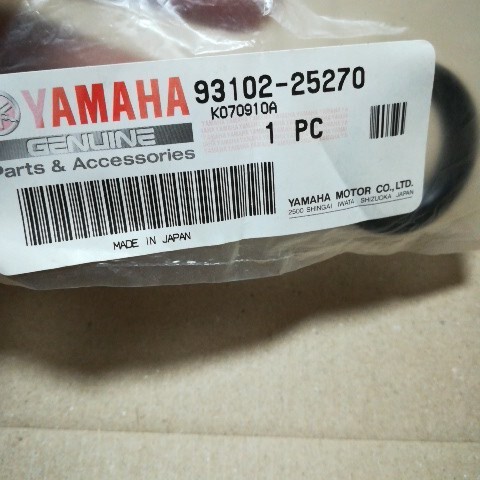 YAMAHA 93102-25270
K070910A
GENUINE 1 PC
Parts & Accessories
YAMAHA MOTOR CO.,LTD.
2500 SHINGAI IWATA SHIZUOKA JAPAN
MADE IN JAPAN